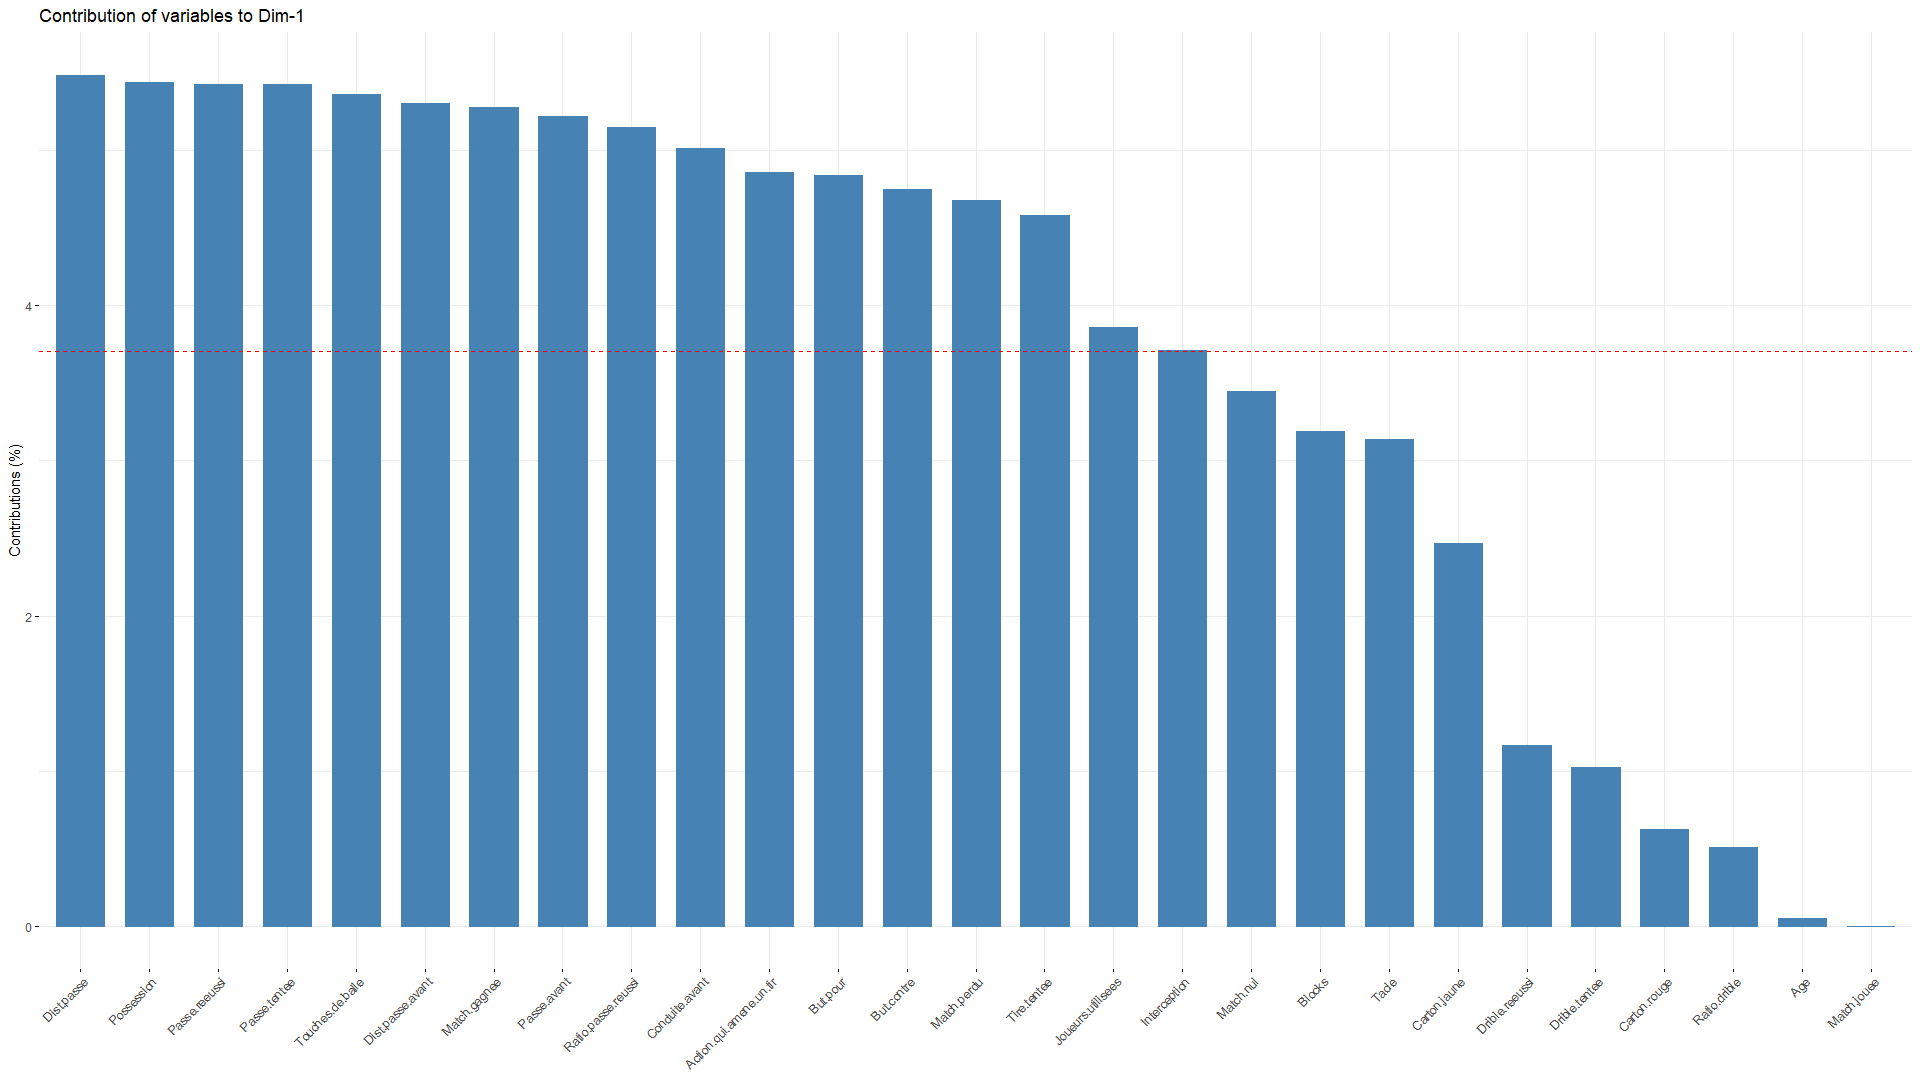 Contribution of variables to Dim-1
Contributions (%)
4
2
0
Dist.passe
Possession
Passe.reeussi
Passe.tentee
Touches.de.balle
Dist.passe.avant
Match.gagnee
Passe.avant
Ratio.passe.reussi
Conduite.avant
Action.qui.amene.un.tir
But.pour
But.contre
Match.perdu
Tire.tentee
Joueurs.utilisees
Interception
Match.nul
Blocks
Tacle
Carton.jaune
Drible.reeussi
Drible.tentee
Carton.rouge
Ratio.drible
Age
Match.jouee